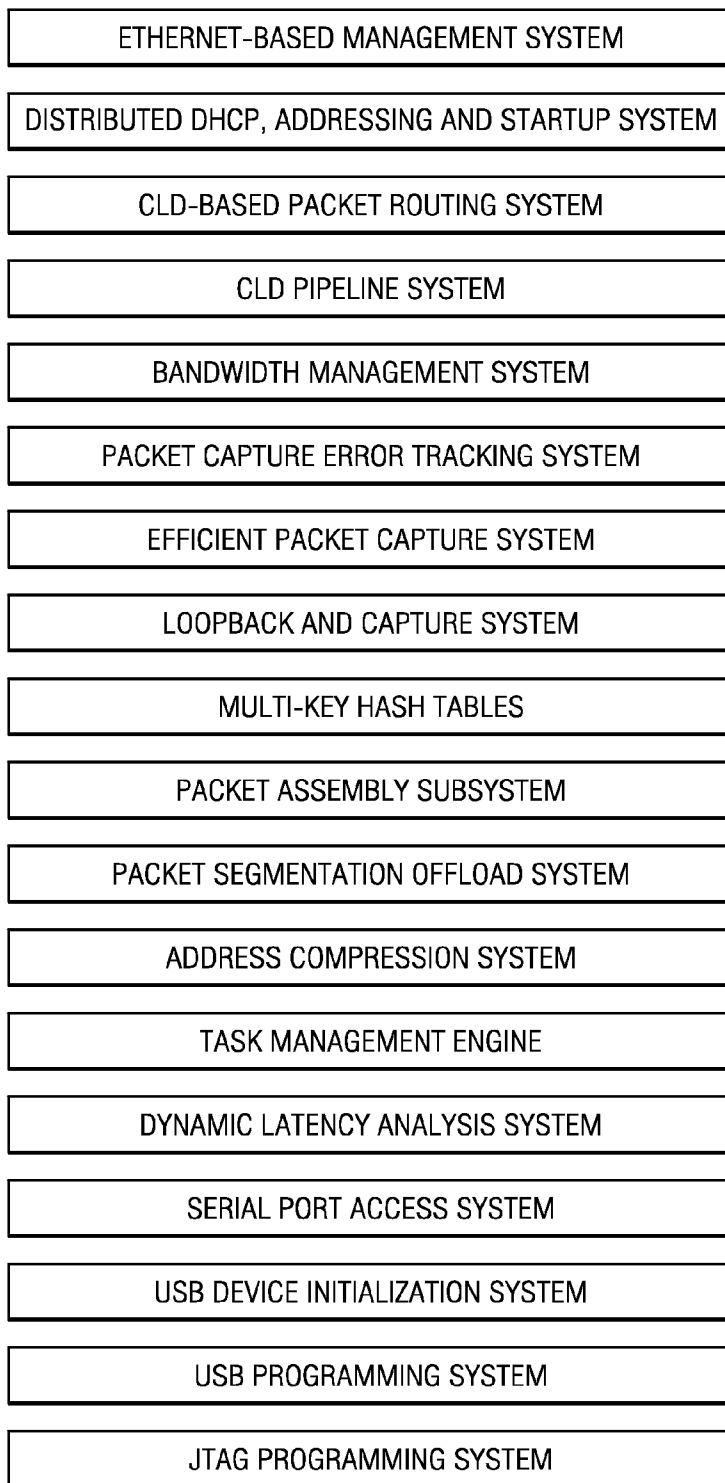 ETHERNET-BASED MANAGEMENT SYSTEM
DISTRIBUTED DHCP, ADDRESSING AND STARTUP SYSTEM
CLD-BASED PACKET ROUTING SYSTEM
CLD PIPELINE SYSTEM
BANDWIDTH MANAGEMENT SYSTEM
PACKET CAPTURE ERROR TRACKING SYSTEM
EFFICIENT PACKET CAPTURE SYSTEM
LOOPBACK AND CAPTURE SYSTEM
MULTI-KEY HASH TABLES
PACKET ASSEMBLY SUBSYSTEM
PACKET SEGMENTATION OFFLOAD SYSTEM
ADDRESS COMPRESSION SYSTEM
TASK MANAGEMENT ENGINE
DYNAMIC LATENCY ANALYSIS SYSTEM
SERIAL PORT ACCESS SYSTEM
USB DEVICE INITIALIZATION SYSTEM
USB PROGRAMMING SYSTEM
JTAG PROGRAMMING SYSTEM